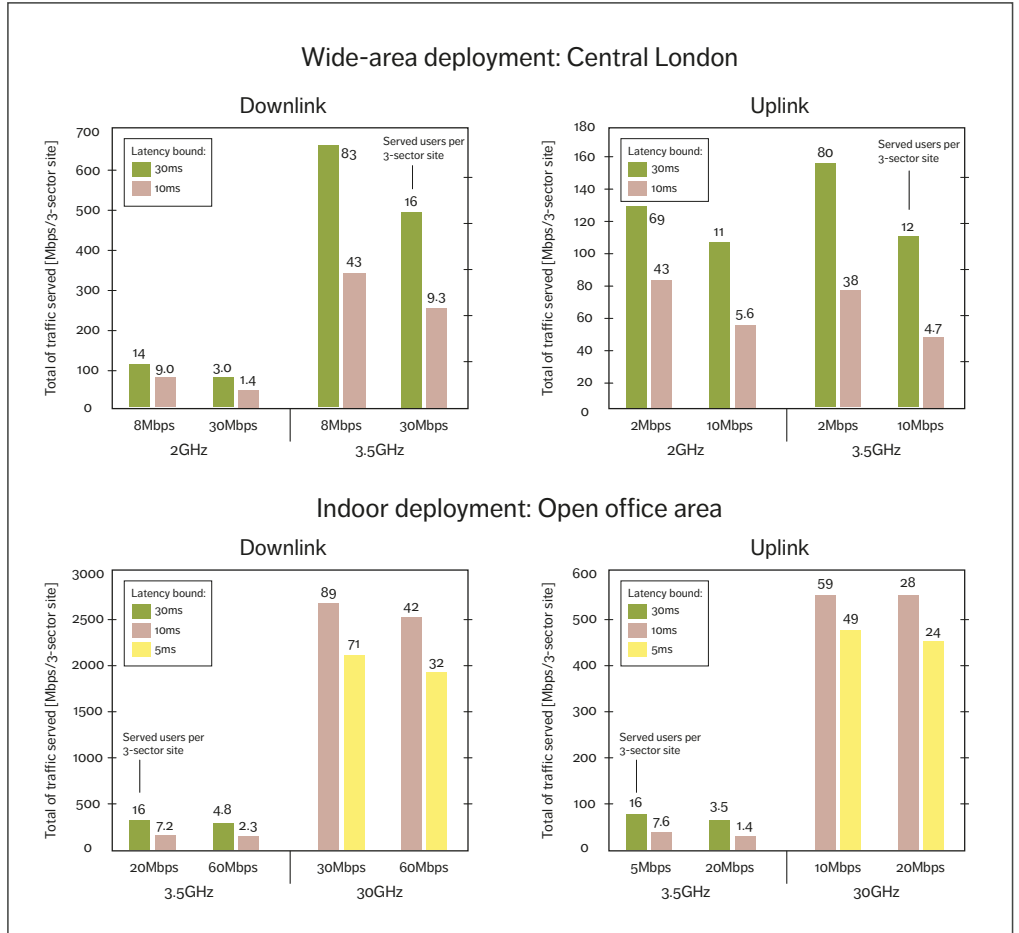 Wide-area deployment: Central London
Downlink
Total of traffic served [Mbps/3-sector site]
700
600
500
400
300
200
100
0
Latency bound:
30ms
10ms
Served users per
3-sector site
14
9.0
3.0
1.4
83
43
16
9.3
8Mbps
30Mbps
8Mbps
30Mbps
2GHz
3.5GHz
Uplink
Total of traffic served [Mbps/3-sector site]
180
160
140
120
100
80
60
40
20
0
Latency bound:
30ms
10ms
Served users per
3-sector site
69
43
11
5.6
80
38
12
4.7
2Mbps
10Mbps
2Mbps
10Mbps
2GHz
3.5GHz
Indoor deployment: Open office area
Downlink
Total of traffic served [Mbps/3-sector site]
3000
2500
2000
1500
1000
500
0
Latency bound:
30ms
10ms
5ms
Served users per
3-sector site
16
7.2
4.8
2.3
89
71
42
32
20Mbps
60Mbps
30Mbps
60Mbps
3.5GHz
30GHz
Uplink
Total of traffic served [Mbps/3-sector site]
600
500
400
300
200
100
0
Latency bound:
30ms
10ms
5ms
Served users per
3-sector site
16
7.6
3.5
1.4
59
49
28
24
5Mbps
20Mbps
10Mbps
20Mbps
3.5GHz
30GHz